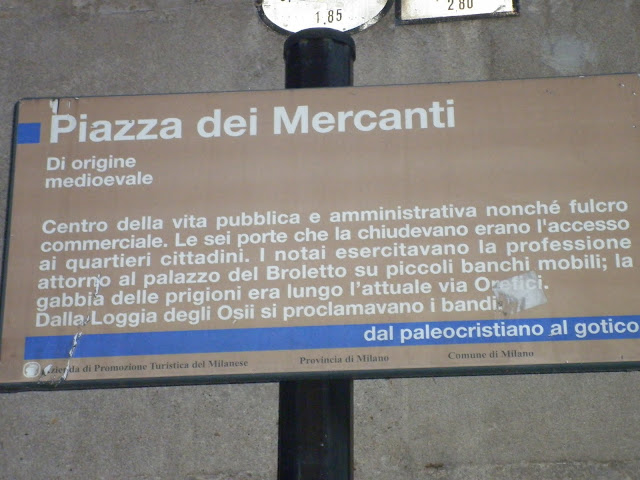 1.85
2.80
Piazza dei Mercanti
Di origine
medioevale
Centro della vita pubblica e amministrativa nonché fulcro
commerciale. Le sei porte che la chiudevano erano l'accesso
ai quartieri cittadini. I notai esercitavano la professione
attorno al palazzo del Broletto su piccoli banchi mobili; la
gabbia delle prigioni era lungo l'attuale via Orefici.
Dalla Loggia degli Osii si proclamavano i bandi.
dal paleocristiano al gotico
Azienda di Promozione Turistica del Milanese
Provincia di Milano
Comune di Milano